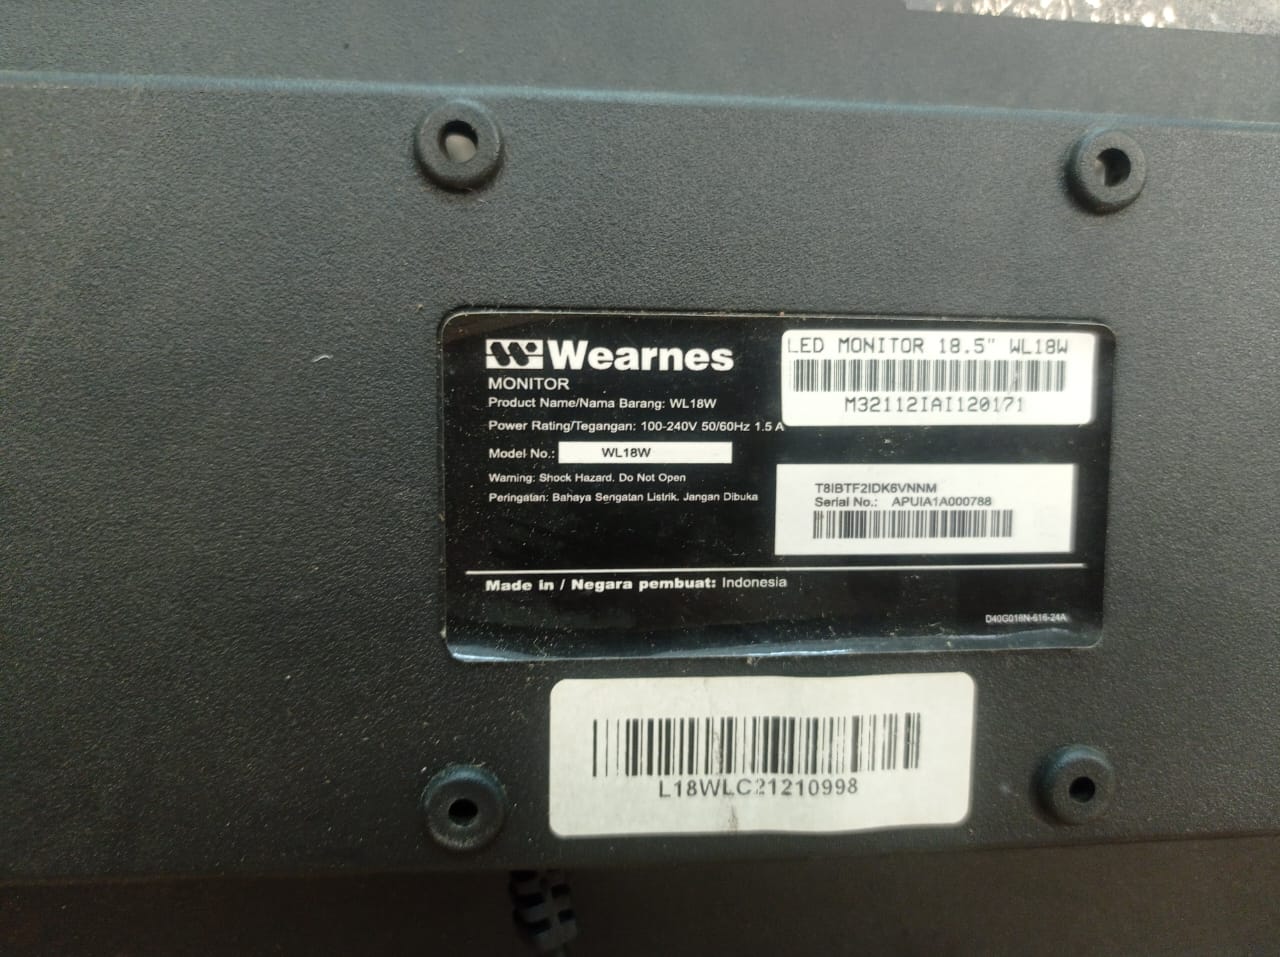 Wearnes
MONITOR
Product Name/Nama Barang: WL18W
Power Rating/Tegangan: 100-240V 50/60Hz 1.5 A
Model No.: WL18W
Warning: Shock Hazard. Do Not Open
Peringatan: Bahaya Sengatan Listrik. Jangan Dibuka
LED MONITOR 18.5" WL18W
M32112IAI120171
T8IBTF2IDK6VNNM
Serial No.: APUIA1A000788
Made in / Negara pembuat: Indonesia
D40G018N-616-24A
L18WLC21210998